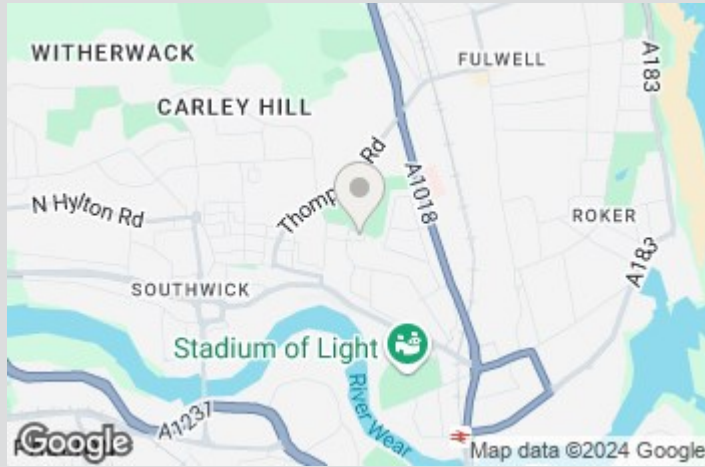 WITHERWACK
FULWELL
A183
CARLEY HILL
Rd
A1018
N Hylton Rd
ROKER
A183
SOUTHWICK
Stadium of Light
River Wear
A1231
Google
Map data ©2024 Google